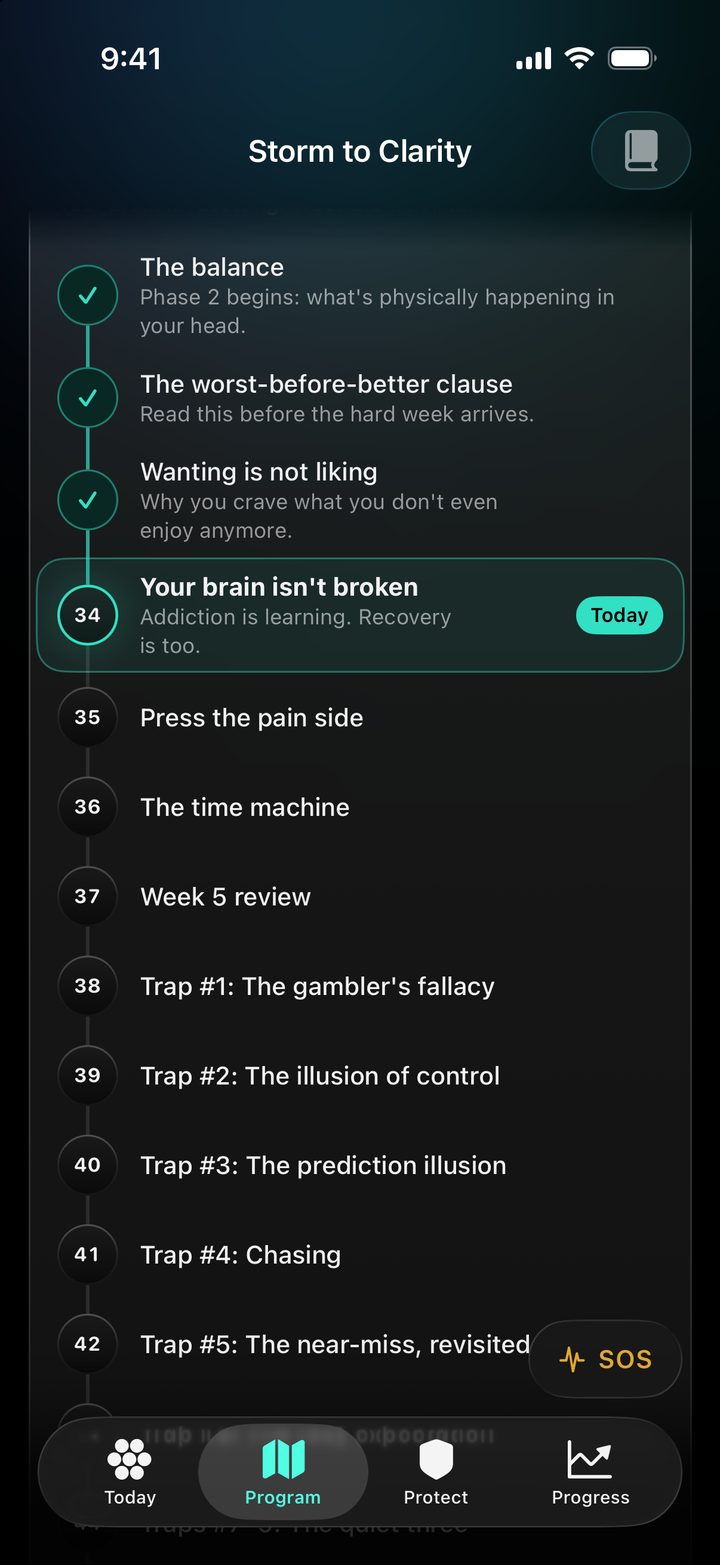 9:41
Storm to Clarity
The balance
Phase 2 begins: what's physically happening in
your head.
The worst-before-better clause
Read this before the hard week arrives.
Wanting is not liking
Why you crave what you don't even
enjoy anymore.
34
Your brain isn't broken
Addiction is learning. Recovery
is too.
Today
35
Press the pain side
36
The time machine
37
Week 5 review
38
Trap #1: The gambler's fallacy
39
Trap #2: The illusion of control
40
Trap #3: The prediction illusion
41
Trap #4: Chasing
42
Trap #5: The near-miss, revisited
SOS
Today
Program
Protect
Progress